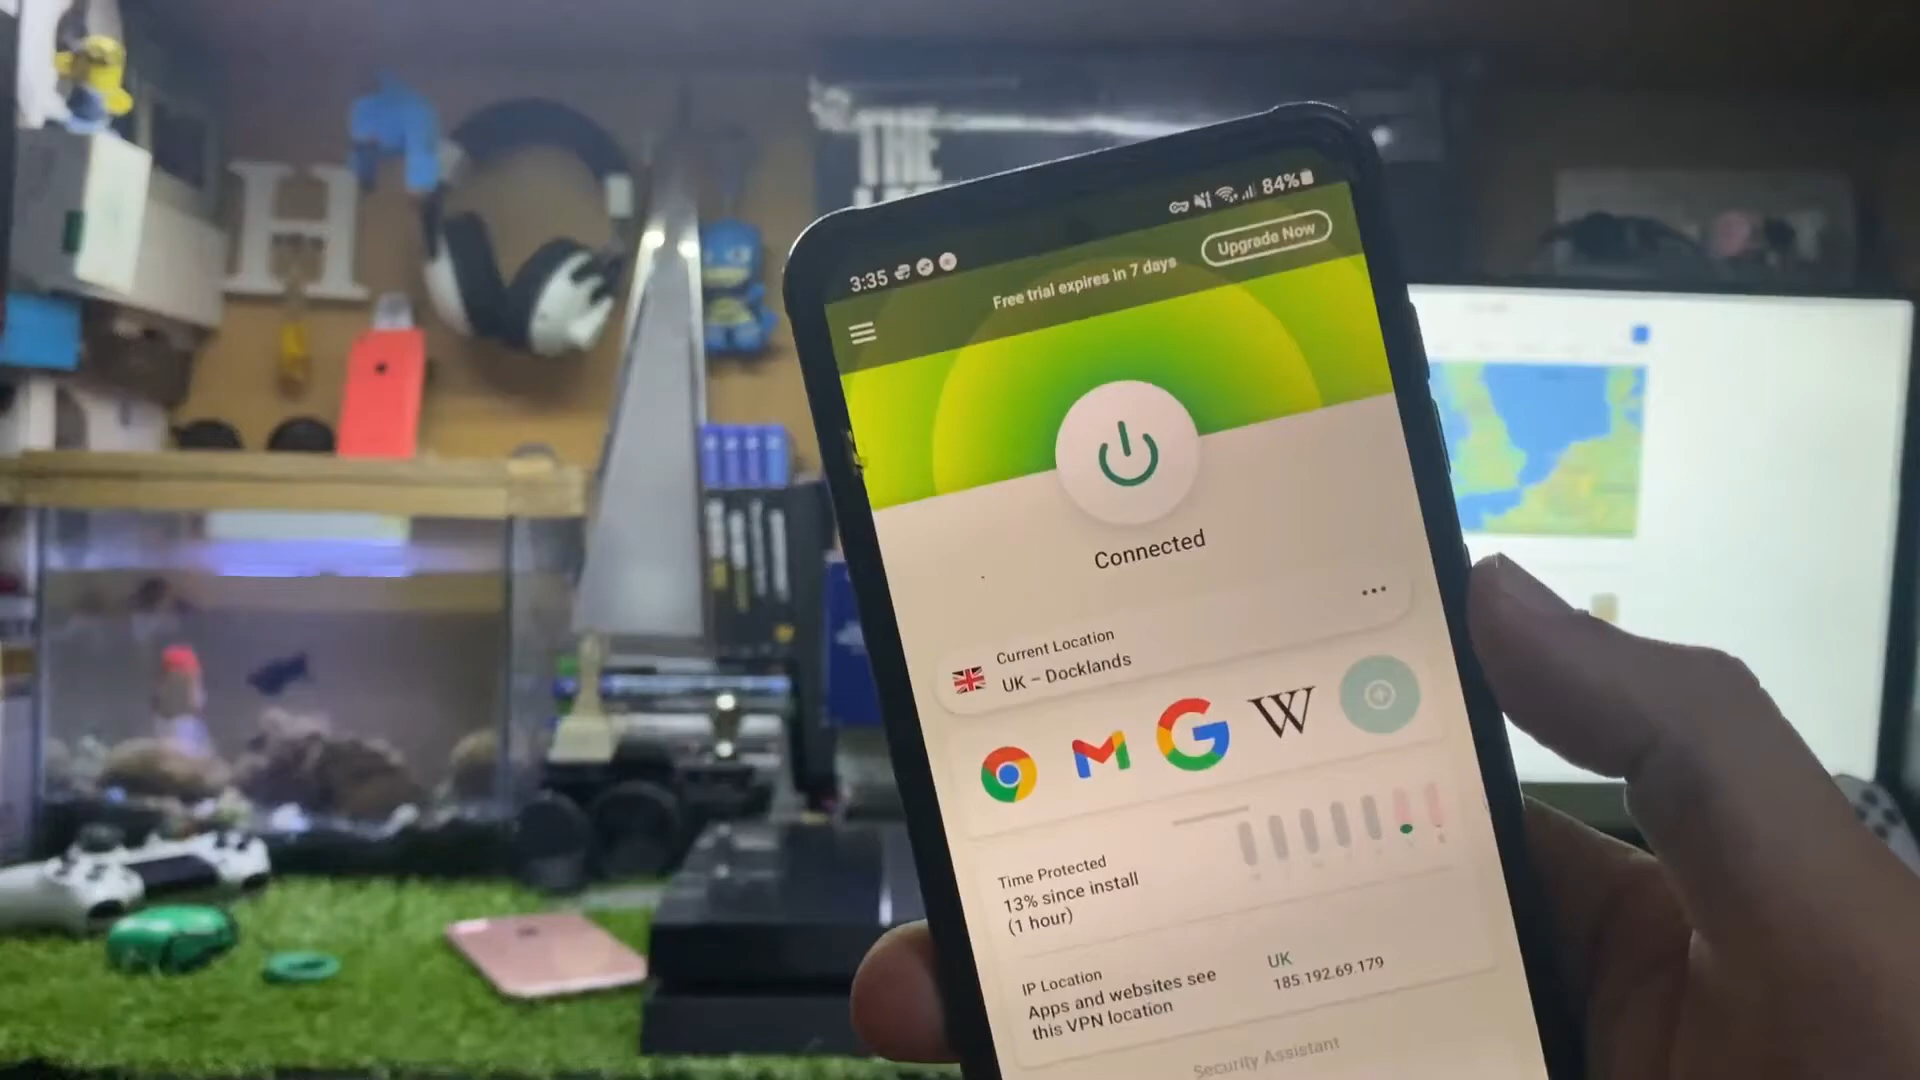 H
THE
3:35
84%
Free trial expires in 7 days
Upgrade Now
Connected
Current Location
UK – Docklands
W
Time Protected
13% since install
(1 hour)
IP Location
Apps and websites see
this VPN location
UK
185.192.69.179
Security Assistant